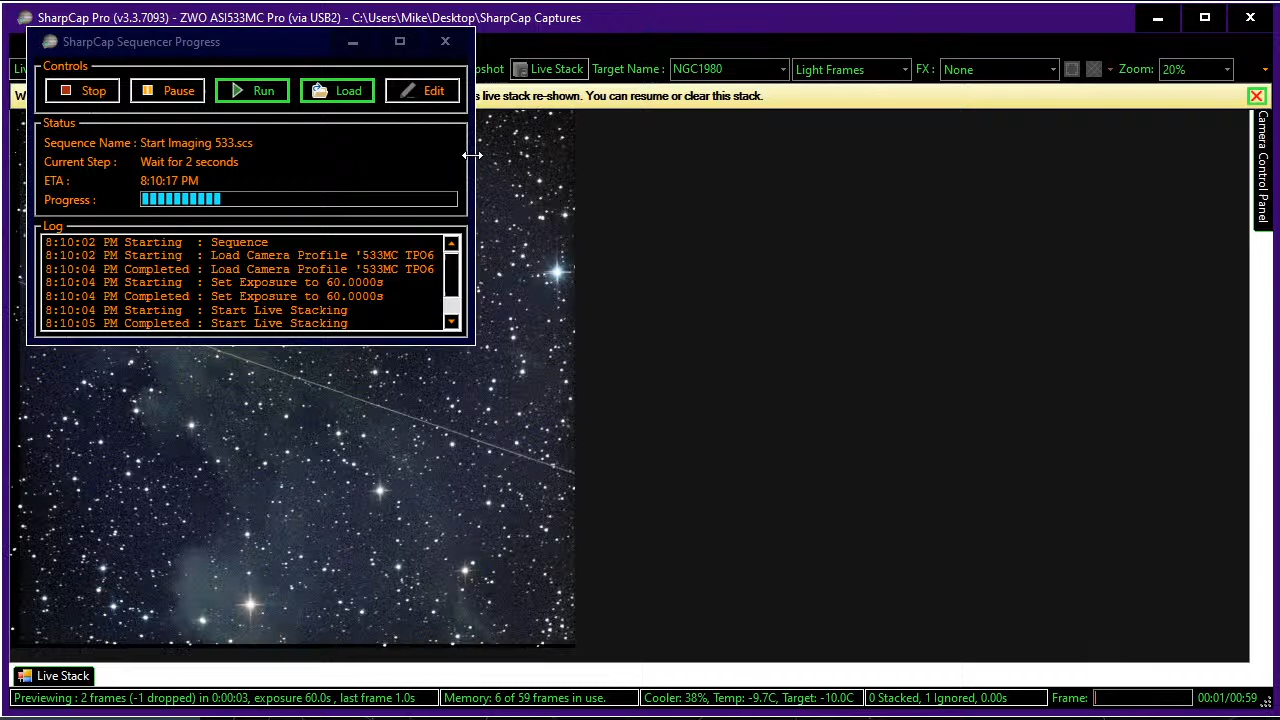 SharpCap Pro (v3.3.7093) - ZWO ASI533MC Pro (via USB2) - C:\Users\Mike\Desktop\SharpCap Captures
SharpCap Sequencer Progress
Controls
Stop Pause Run Load Edit
Live Stack Target Name : NGC1980 Light Frames FX : None Zoom: 20%
s live stack re-shown. You can resume or clear this stack.
Status
Sequence Name : Start Imaging 533.scs
Current Step : Wait for 2 seconds
ETA : 8:10:17 PM
Progress :
Log
8:10:02 PM Starting : Sequence
8:10:02 PM Starting : Load Camera Profile '533MC TPO6
8:10:04 PM Completed : Load Camera Profile '533MC TPO6
8:10:04 PM Starting : Set Exposure to 60.0000s
8:10:04 PM Completed : Set Exposure to 60.0000s
8:10:04 PM Starting : Start Live Stacking
8:10:05 PM Completed : Start Live Stacking
Camera Control Panel
Live Stack
Previewing : 2 frames (-1 dropped) in 0:00:03, exposure 60.0s , last frame 1.0s Memory: 6 of 59 frames in use. Cooler: 38%, Temp: -9.7C, Target: -10.0C 0 Stacked, 1 Ignored, 0.00s Frame: 00:01/00:59